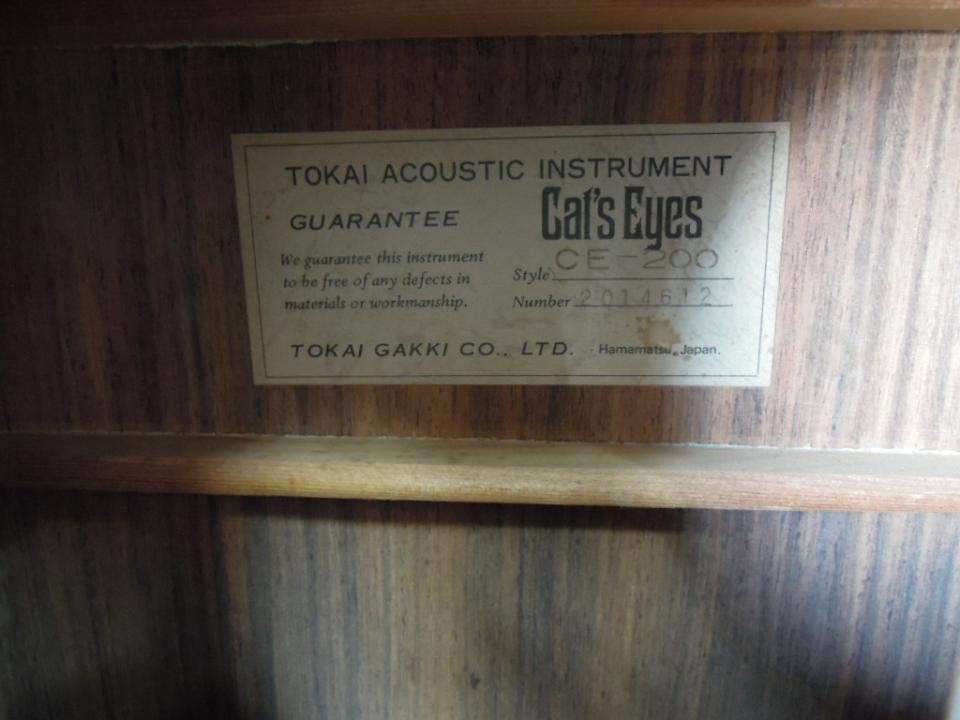 TOKAI ACOUSTIC INSTRUMENT
GUARANTEE
Cat's Eyes
We guarantee this instrument
to be free of any defects in
materials or workmanship.
Style CE-200
Number 2014612
TOKAI GAKKI CO., LTD. Hamamatsu, Japan.